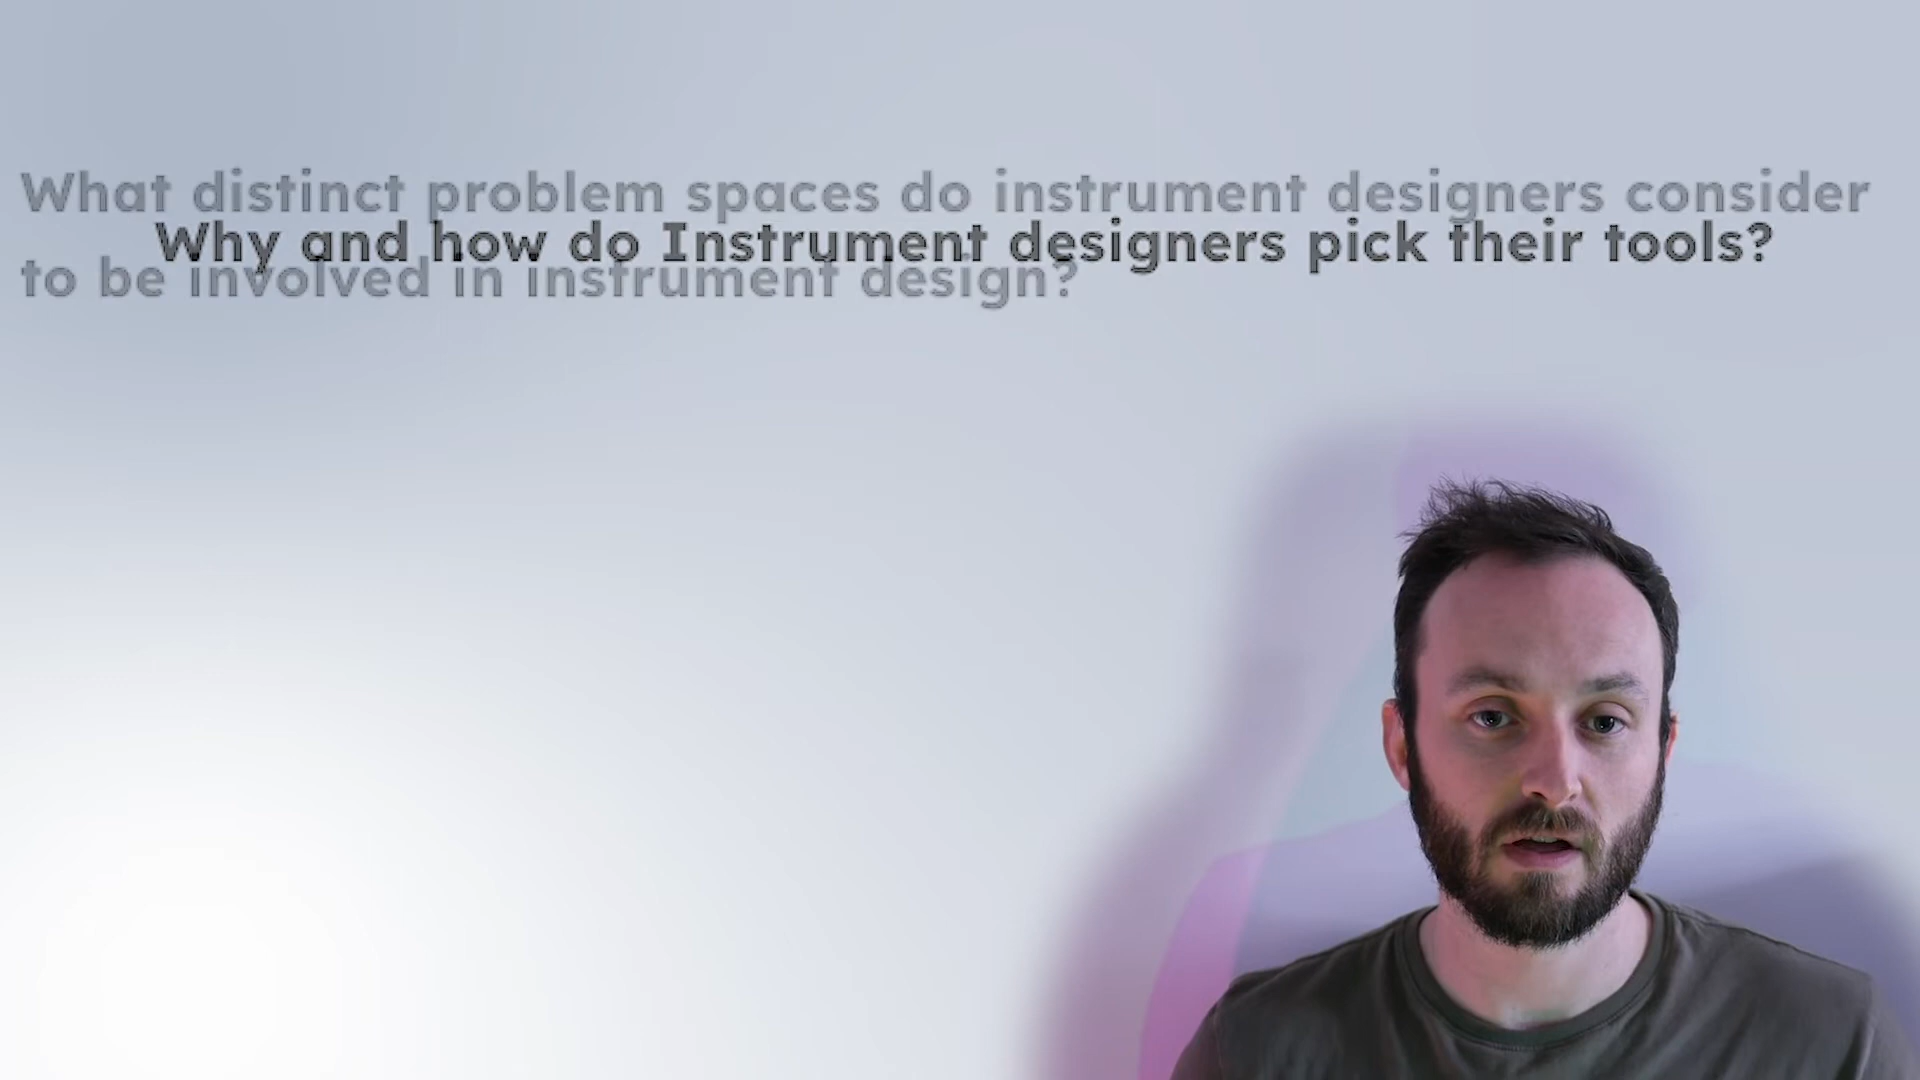 What distinct problem spaces do instrument designers consider
to be involved in instrument design?
Why and how do Instrument designers pick their tools?